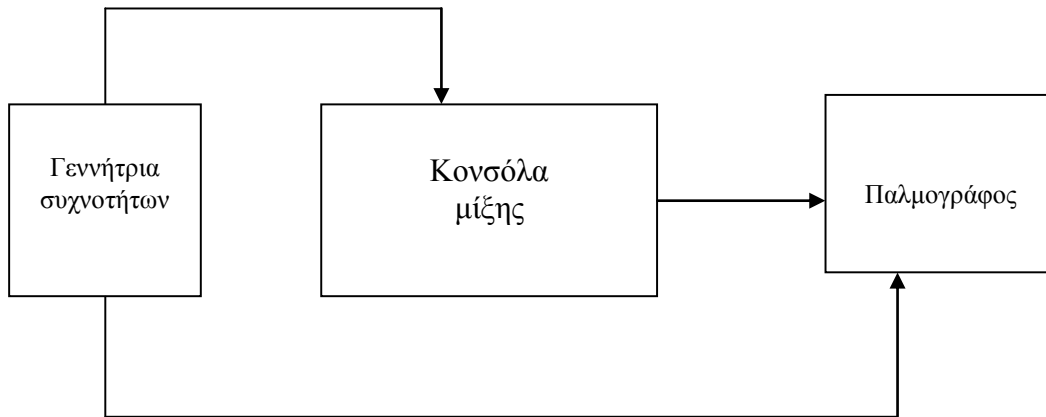 Γεννήτρια
συχνοτήτων
Κονσόλα
μίξης
Παλμογράφος